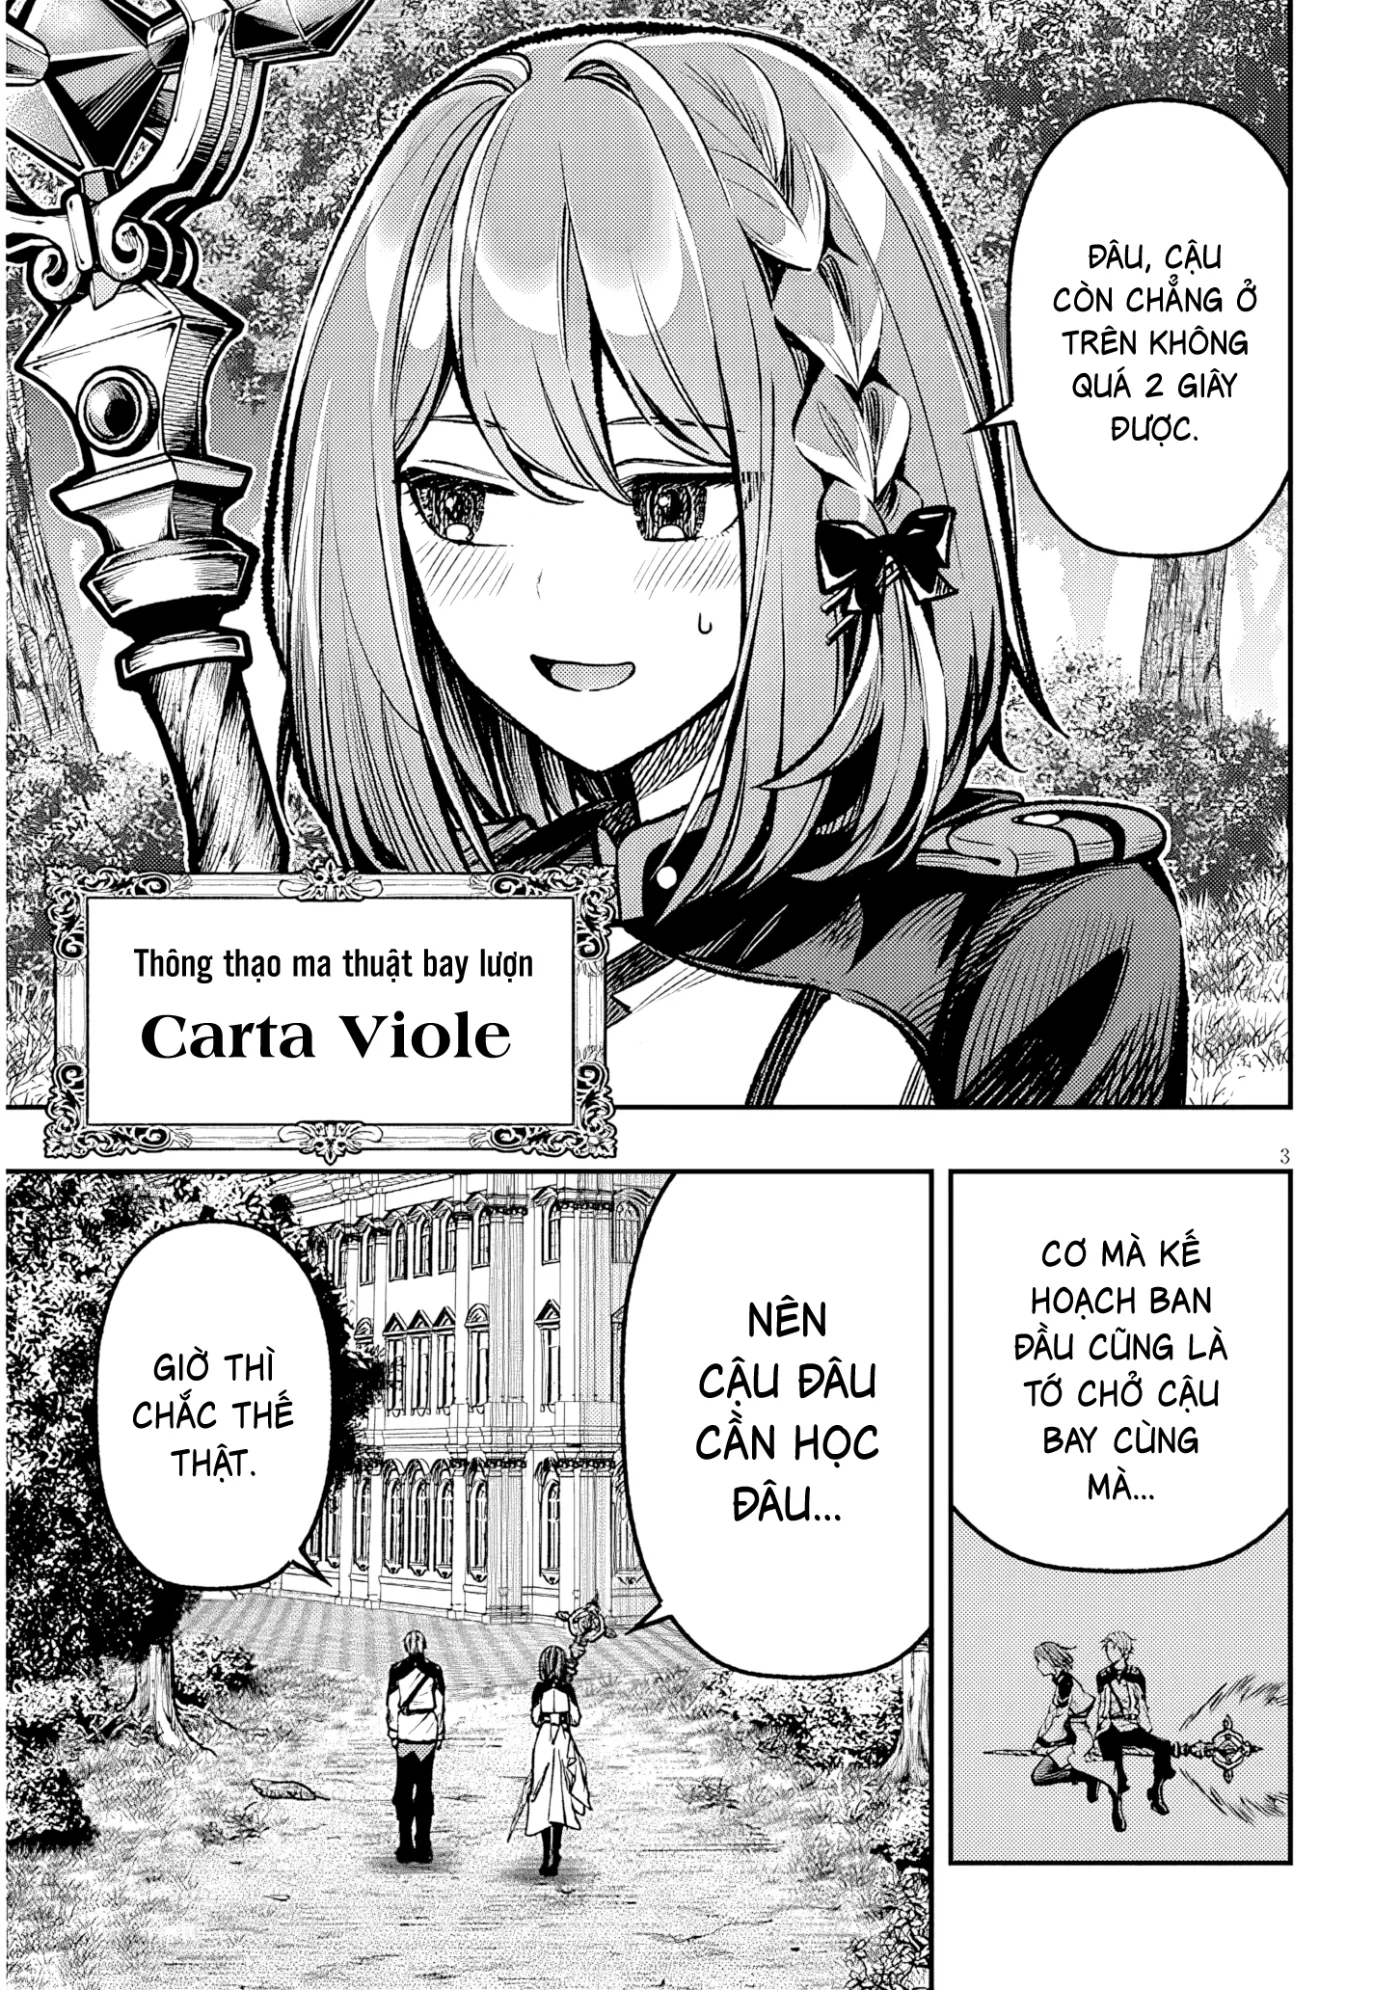 ĐÂU, CẬU
CÒN CHẲNG Ở
TRÊN KHÔNG
QUÁ 2 GIÂY
ĐƯỢC.
Thông thạo ma thuật bay lượn
Carta Viole
3
CƠ MÀ KẾ
HOẠCH BAN
ĐẦU CŨNG LÀ
TỚ CHỞ CẬU
BAY CÙNG
MÀ...
NÊN
CẬU ĐÂU
CẦN HỌC
ĐÂU...
GIỜ THÌ
CHẮC THẾ
THẬT.